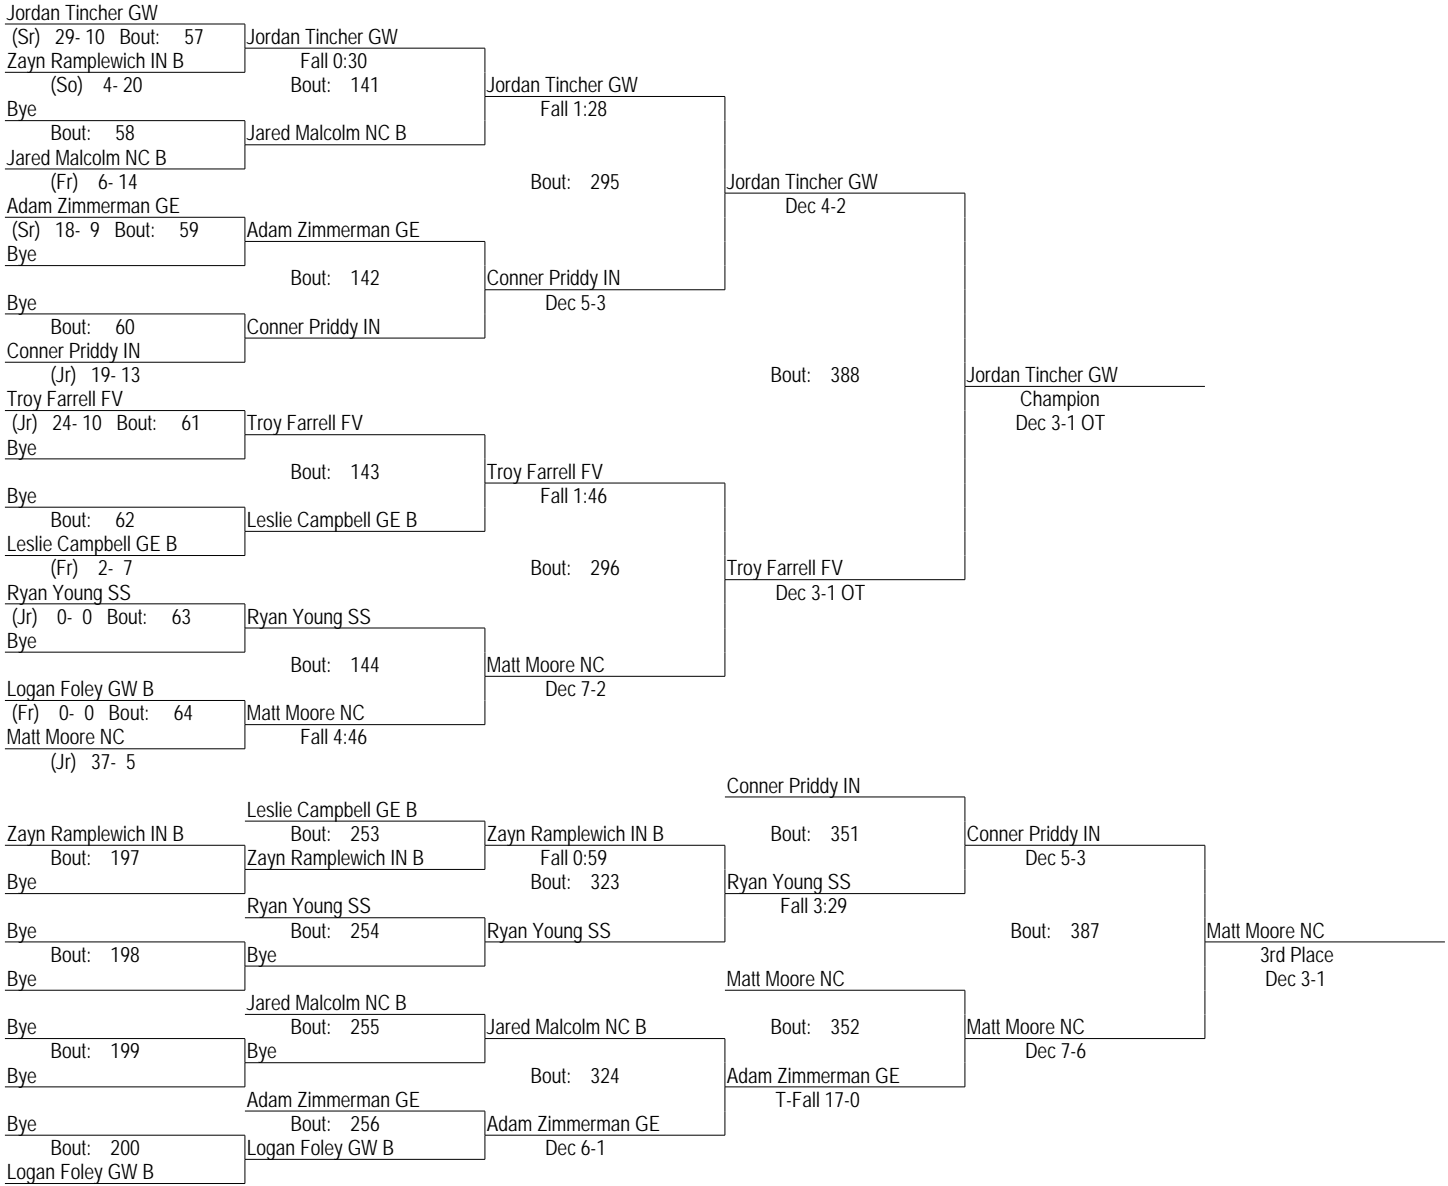 Jordan Tincher GW
(Sr) 29- 10 Bout: 57 Jordan Tincher GW
Zayn Ramplewich IN B Fall 0:30
(So) 4- 20 Bout: 141 Jordan Tincher GW
Bye Fall 1:28
Bout: 58 Jared Malcolm NC B
Jared Malcolm NC B
(Fr) 6- 14 Bout: 295 Jordan Tincher GW
Adam Zimmerman GE Dec 4-2
(Sr) 18- 9 Bout: 59 Adam Zimmerman GE
Bye
Bout: 142 Conner Priddy IN
Bye Dec 5-3
Bout: 60 Conner Priddy IN
Conner Priddy IN
(Jr) 19- 13 Bout: 388 Jordan Tincher GW
Troy Farrell FV Champion
(Jr) 24- 10 Bout: 61 Troy Farrell FV Dec 3-1 OT
Bye
Bout: 143 Troy Farrell FV
Bye Fall 1:46
Bout: 62 Leslie Campbell GE B
Leslie Campbell GE B
(Fr) 2- 7 Bout: 296 Troy Farrell FV
Ryan Young SS Dec 3-1 OT
(Jr) 0- 0 Bout: 63 Ryan Young SS
Bye
Bout: 144 Matt Moore NC
Logan Foley GW B Dec 7-2
(Fr) 0- 0 Bout: 64 Matt Moore NC
Matt Moore NC Fall 4:46
(Jr) 37- 5
Conner Priddy IN
Leslie Campbell GE B
Zayn Ramplewich IN B Bout: 253 Zayn Ramplewich IN B Bout: 351 Conner Priddy IN
Bout: 197 Zayn Ramplewich IN B Fall 0:59 Dec 5-3
Bye Bout: 323 Ryan Young SS
Ryan Young SS Fall 3:29
Bye Bout: 254 Ryan Young SS Bout: 387 Matt Moore NC
Bout: 198 Bye 3rd Place
Bye Matt Moore NC Dec 3-1
Jared Malcolm NC B
Bye Bout: 255 Jared Malcolm NC B Bout: 352 Matt Moore NC
Bout: 199 Bye Dec 7-6
Bye Bout: 324 Adam Zimmerman GE
Adam Zimmerman GE T-Fall 17-0
Bye Bout: 256 Adam Zimmerman GE
Bout: 200 Logan Foley GW B Dec 6-1
Logan Foley GW B